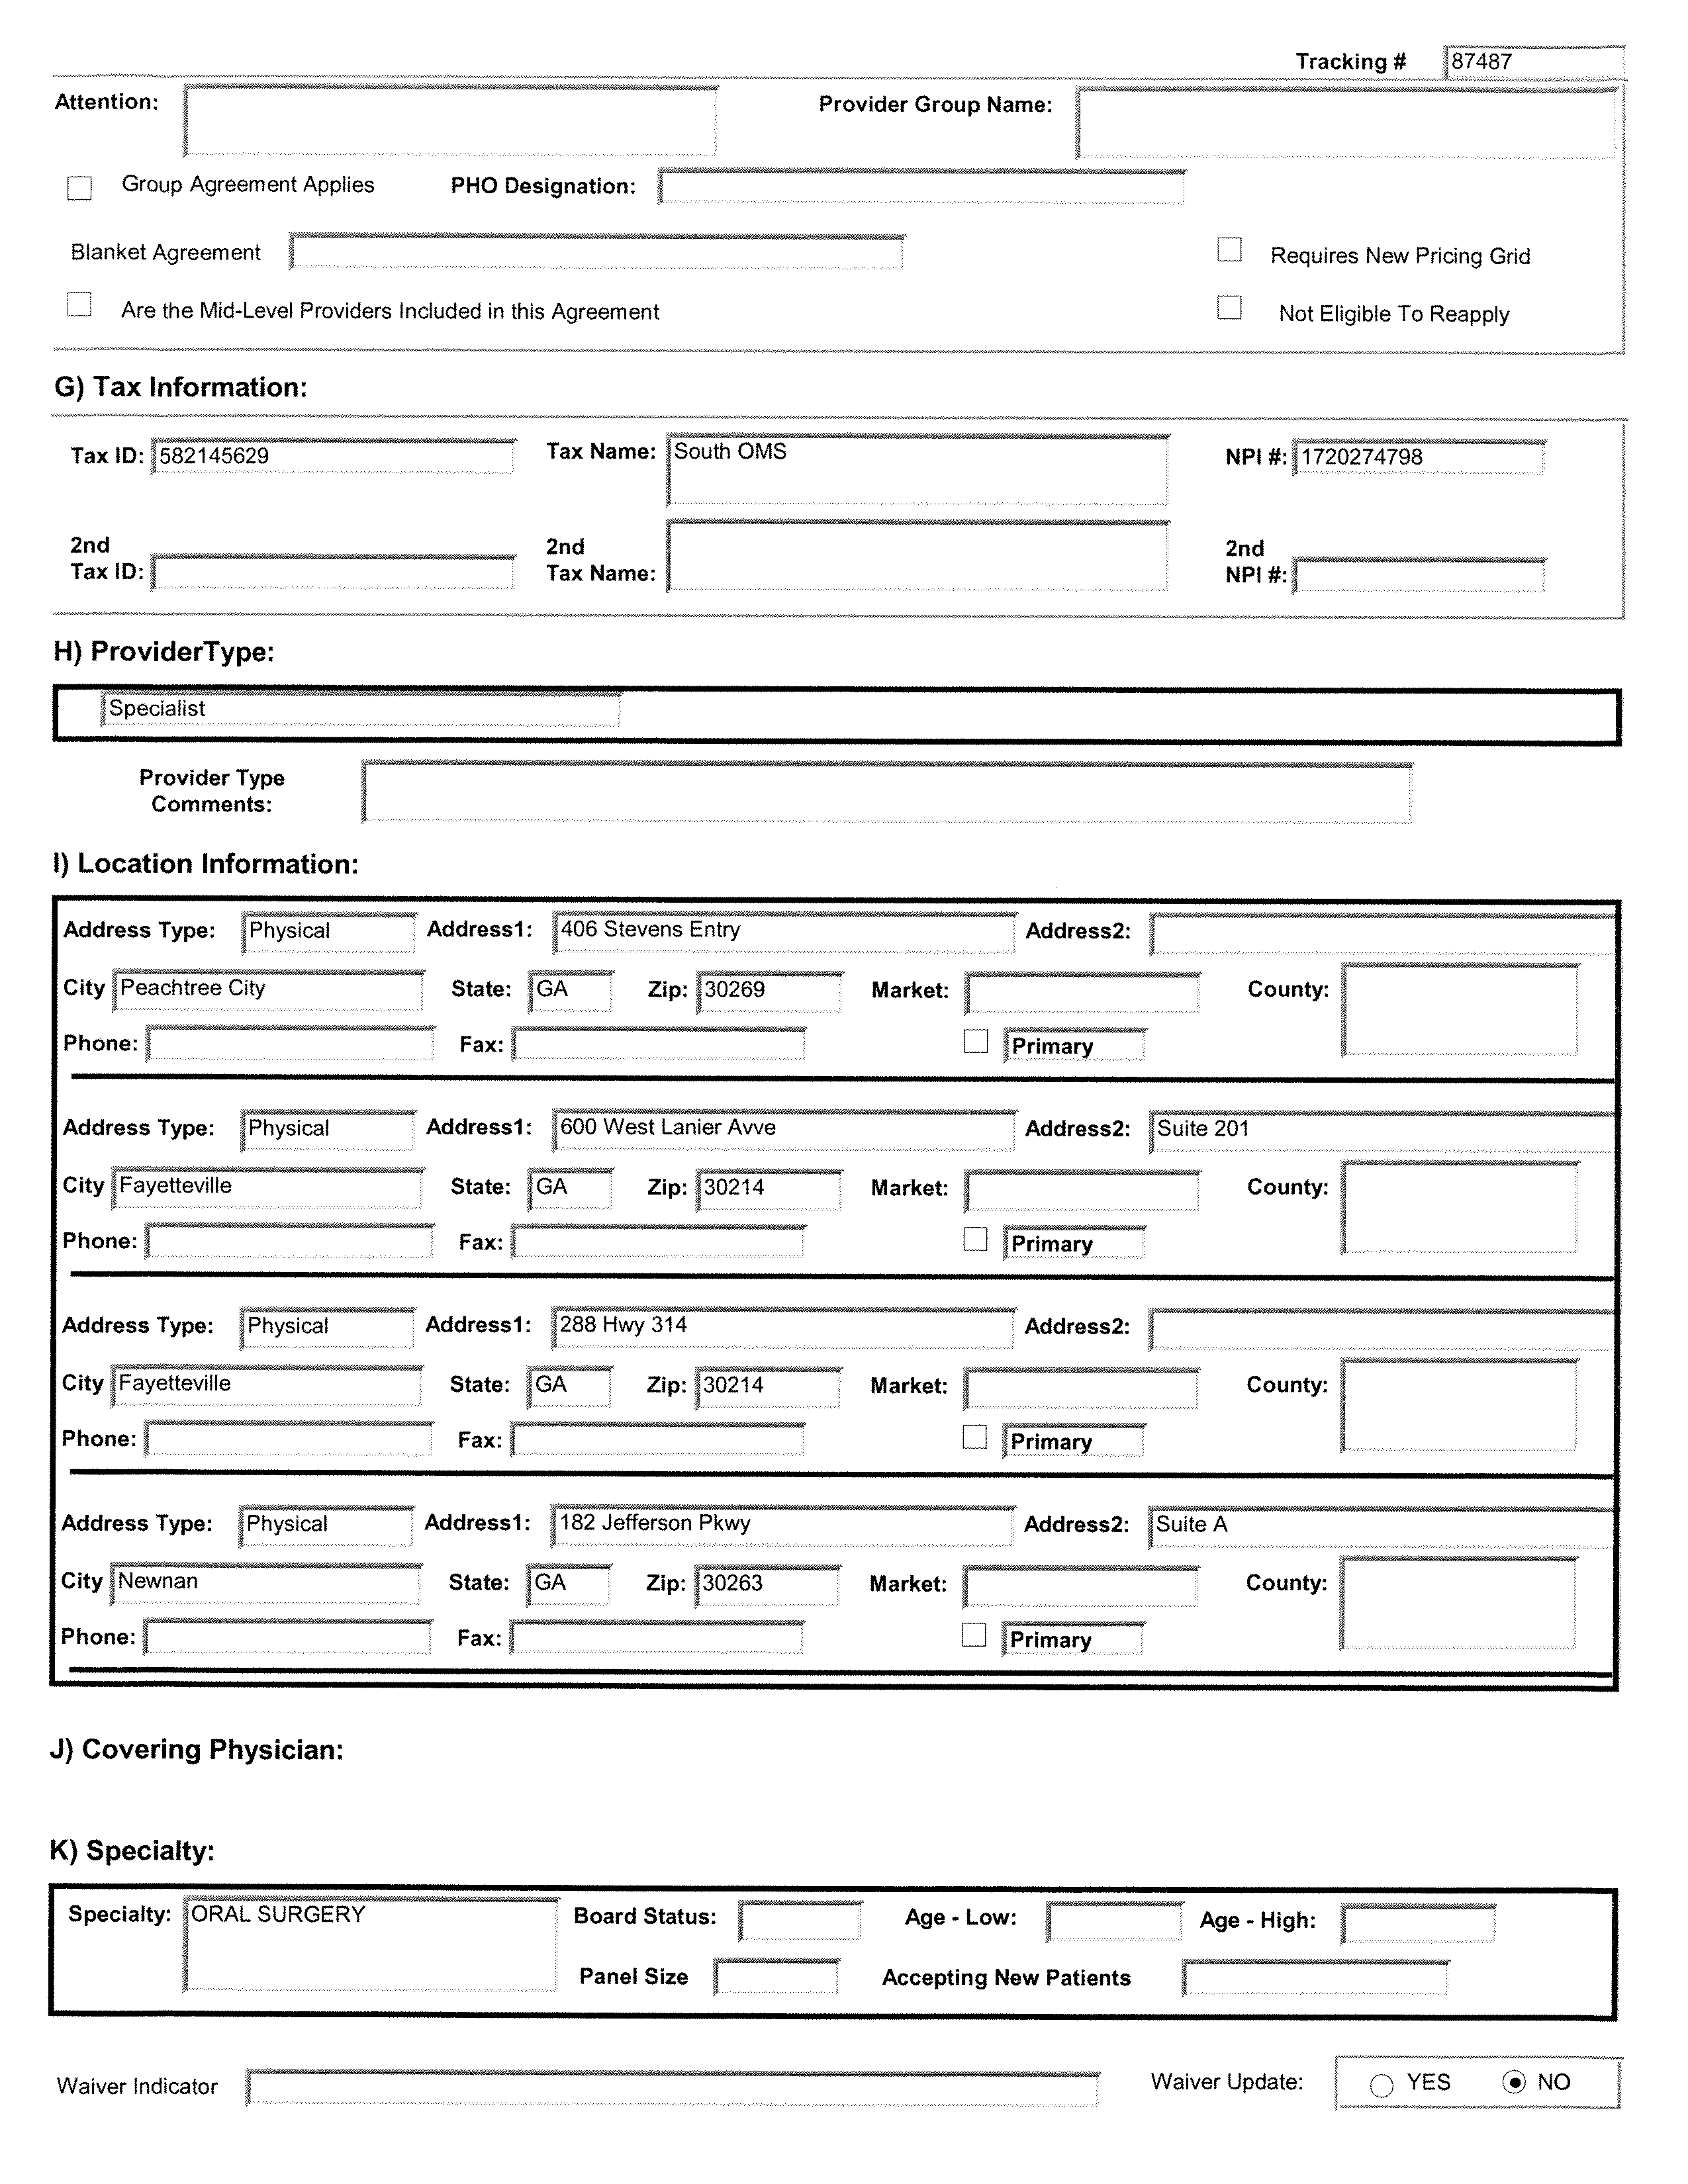 Tracking # 87487
Attention: Provider Group Name:
Group Agreement Applies PHO Designation:
Blanket Agreement Requires New Pricing Grid
Are the Mid-Level Providers Included in this Agreement Not Eligible To Reapply
G) Tax Information:
Tax ID: 582145629 Tax Name: South OMS NPI #: 1720274798
2nd 2nd 2nd
Tax ID: Tax Name: NPI #:
H) ProviderType:
Specialist
Provider Type
Comments:
I) Location Information:
Address Type: Physical Address1: 406 Stevens Entry Address2:
City Peachtree City State: GA Zip: 30269 Market: County:
Phone: Fax: Primary
Address Type: Physical Address1: 600 West Lanier Avve Address2: Suite 201
City Fayetteville State: GA Zip: 30214 Market: County:
Phone: Fax: Primary
Address Type: Physical Address1: 288 Hwy 314 Address2:
City Fayetteville State: GA Zip: 30214 Market: County:
Phone: Fax: Primary
Address Type: Physical Address1: 182 Jefferson Pkwy Address2: Suite A
City Newnan State: GA Zip: 30263 Market: County:
Phone: Fax: Primary
J) Covering Physician:
K) Specialty:
Specialty: ORAL SURGERY Board Status: Age - Low: Age - High:
Panel Size Accepting New Patients
Waiver Indicator Waiver Update: YES NO